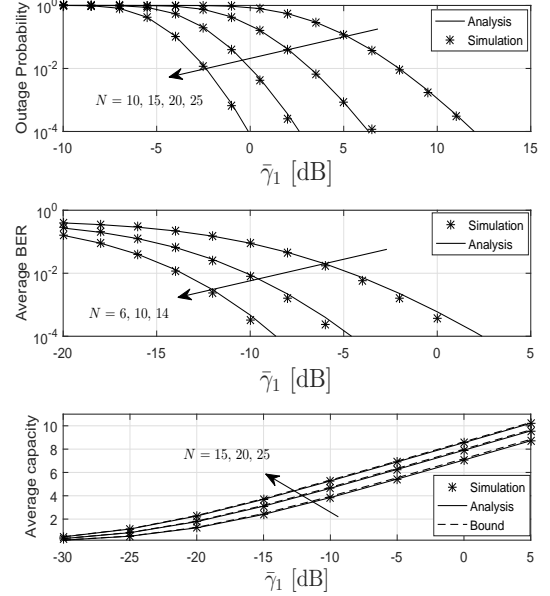 10^0
10^-2
10^-4
Outage Probability
Analysis
Simulation
N = 10, 15, 20, 25
-10 -5 0 5 10 15
γ̄₁ [dB]
10^0
10^-2
10^-4
Average BER
Simulation
Analysis
N = 6, 10, 14
-20 -15 -10 -5 0 5
γ̄₁ [dB]
10
8
6
4
2
Average capacity
N = 15, 20, 25
Simulation
Analysis
Bound
-30 -25 -20 -15 -10 -5 0 5
γ̄₁ [dB]